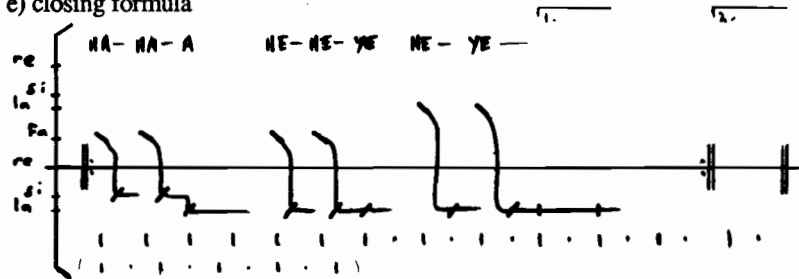 e) closing formula
1. 2.
HA- HA- A HE- HE- YE HE- YE —
re
si
la
Fa
re
si
la